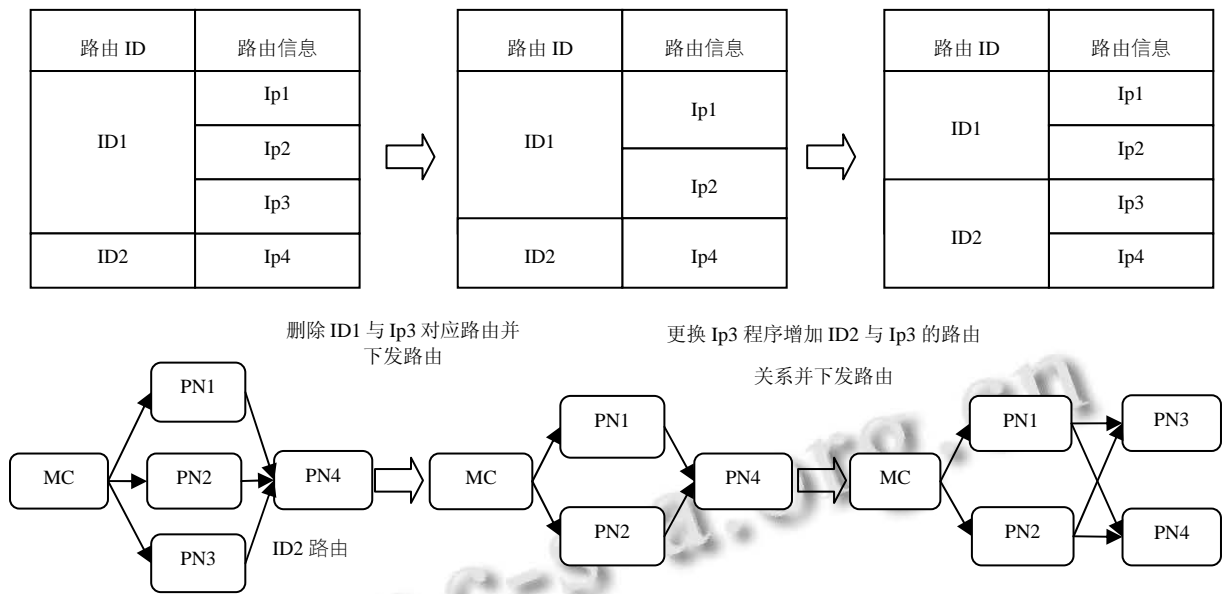 路由 ID 路由信息
ID1 Ip1
Ip2
Ip3
ID2 Ip4
路由 ID 路由信息
ID1 Ip1
Ip2
ID2 Ip4
路由 ID 路由信息
ID1 Ip1
Ip2
ID2 Ip3
Ip4
删除 ID1 与 Ip3 对应路由并
下发路由
更换 Ip3 程序增加 ID2 与 Ip3 的路由
关系并下发路由
MC
PN1
PN2
PN3
PN4
ID2 路由
MC
PN1
PN2
PN4
MC
PN1
PN2
PN3
PN4